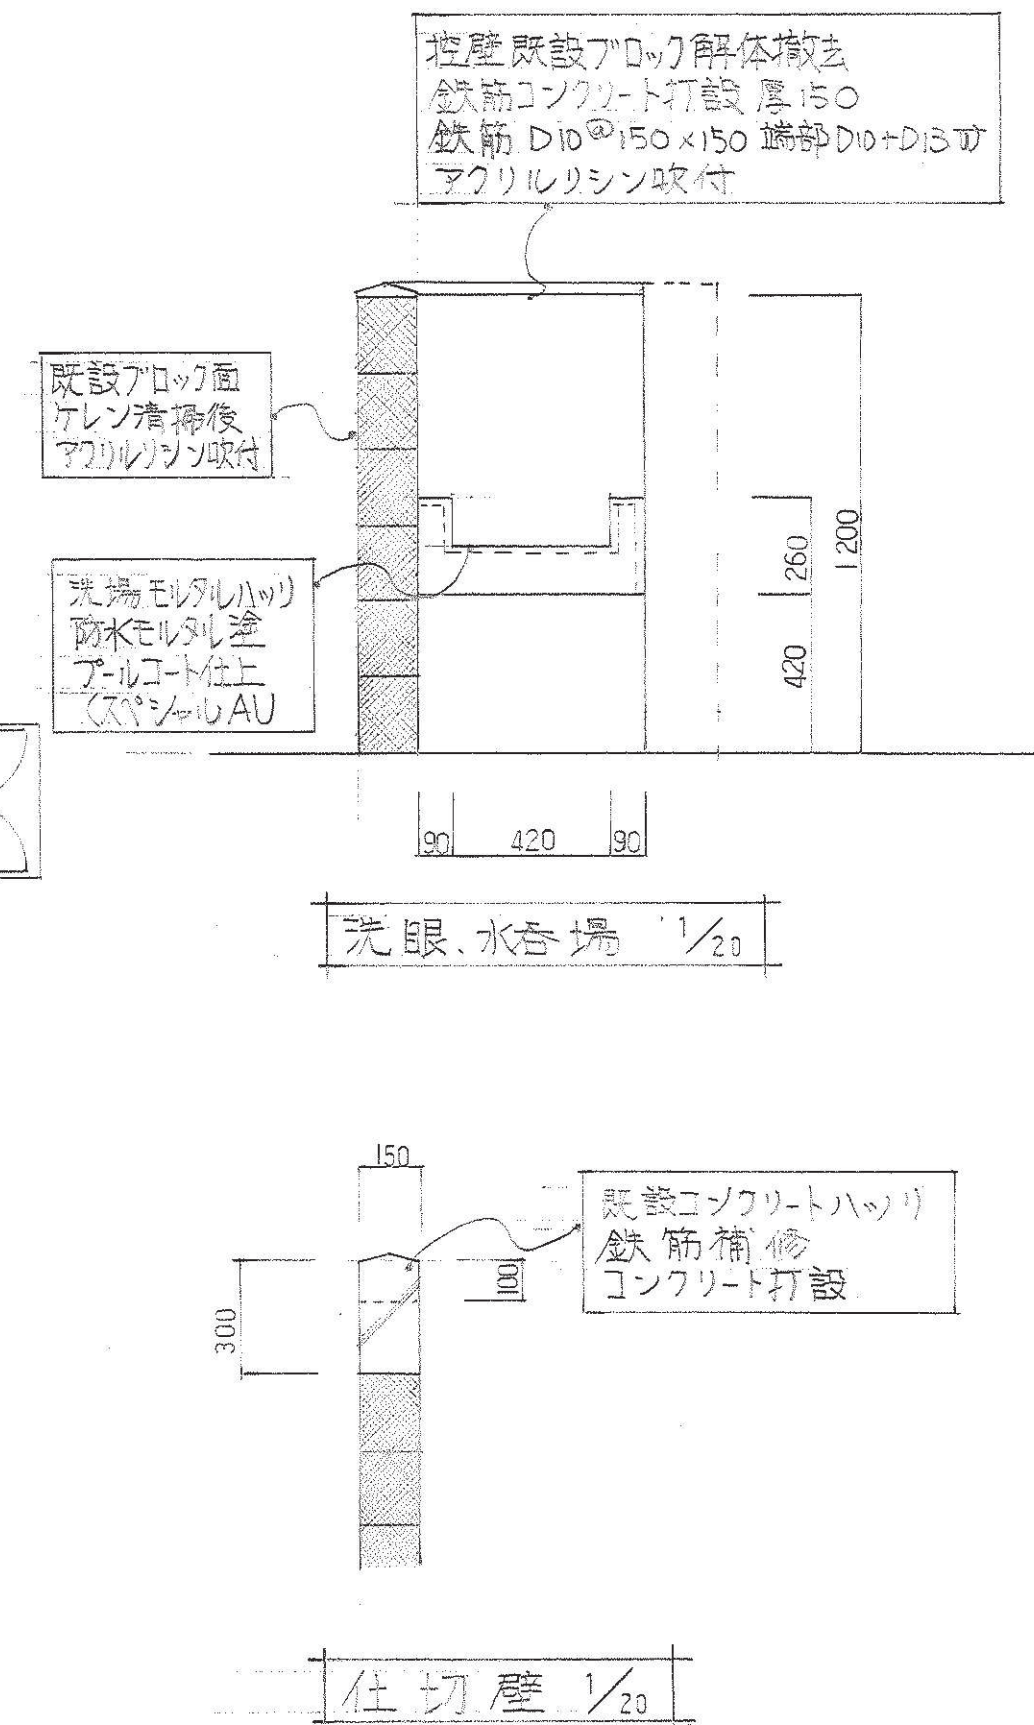 控壁既設ブロック解体撤去
鉄筋コンクリート打設 厚150
鉄筋 D10@150×150 端部D10+D13
アクリルリシン吹付
既設ブロック面
ケレン清掃後
アクリルリシン吹付
洗場モルタルハツリ
防水モルタル塗
プールコート仕上
スペシャルAU
260
1200
420
90
420
90
洗眼、水呑場 1/20
150
既設コンクリートハツリ
鉄筋補修
コンクリート打設
100
300
仕切壁 1/20